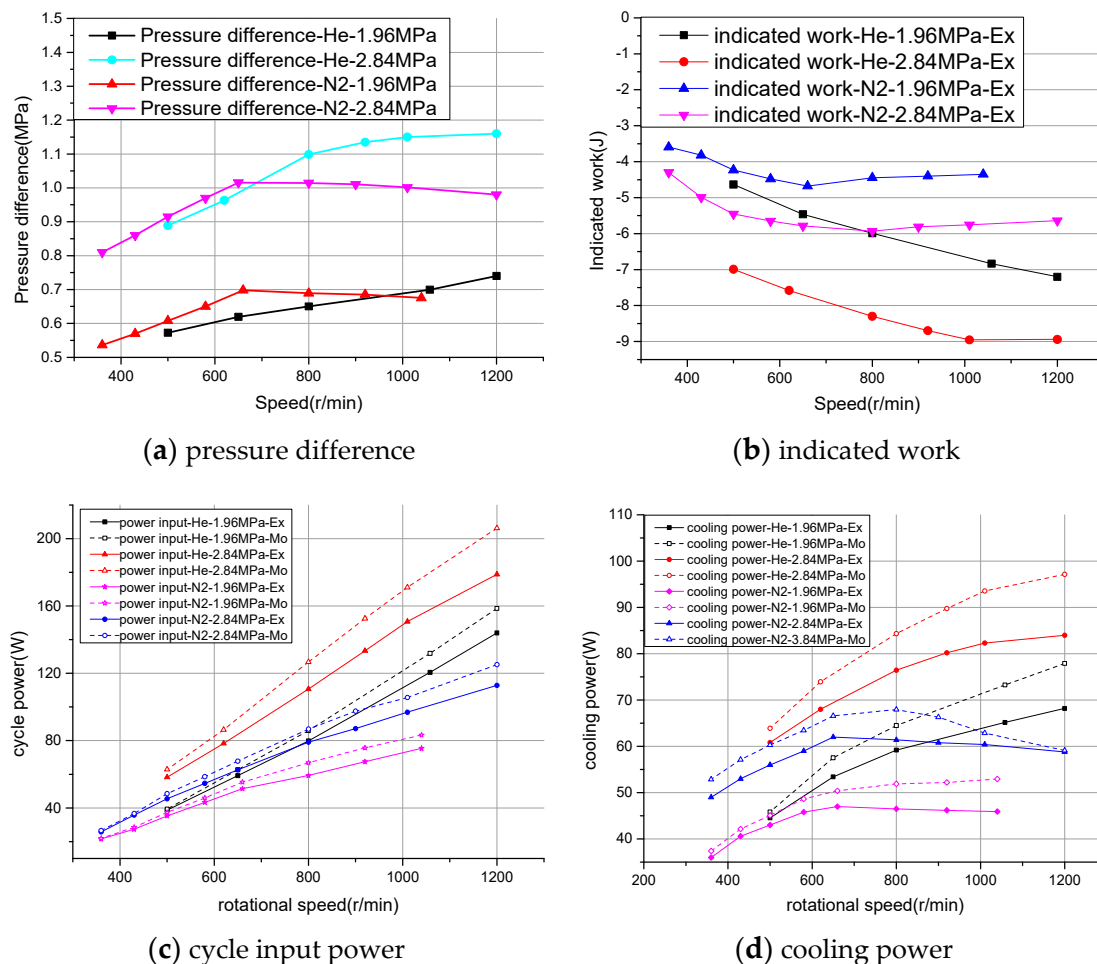 Pressure difference-He-1.96MPa
Pressure difference-He-2.84MPa
Pressure difference-N2-1.96MPa
Pressure difference-N2-2.84MPa
1.5
1.4
1.3
1.2
1.1
1.0
0.9
0.8
0.7
0.6
0.5
Pressure difference(MPa)
400 600 800 1000 1200
Speed(r/min)
(a) pressure difference
indicated work-He-1.96MPa-Ex
indicated work-He-2.84MPa-Ex
indicated work-N2-1.96MPa-Ex
indicated work-N2-2.84MPa-Ex
-0
-1
-2
-3
-4
-5
-6
-7
-8
-9
Indicated work(J)
400 600 800 1000 1200
Speed(r/min)
(b) indicated work
power input-He-1.96MPa-Ex
power input-He-1.96MPa-Mo
power input-He-2.84MPa-Ex
power input-He-2.84MPa-Mo
power input-N2-1.96MPa-Ex
power input-N2-1.96MPa-Mo
power input-N2-2.84MPa-Ex
power input-N2-2.84MPa-Mo
200
160
120
80
40
cycle power(W)
400 600 800 1000 1200
rotational speed(r/min)
(c) cycle input power
cooling power-He-1.96MPa-Ex
cooling power-He-1.96MPa-Mo
cooling power-He-2.84MPa-Ex
cooling power-He-2.84MPa-Mo
cooling power-N2-1.96MPa-Ex
cooling power-N2-1.96MPa-Mo
cooling power-N2-2.84MPa-Ex
cooling power-N2-3.84MPa-Mo
110
100
90
80
70
60
50
40
cooling power(W)
200 400 600 800 1000 1200
rotational speed(r/min)
(d) cooling power